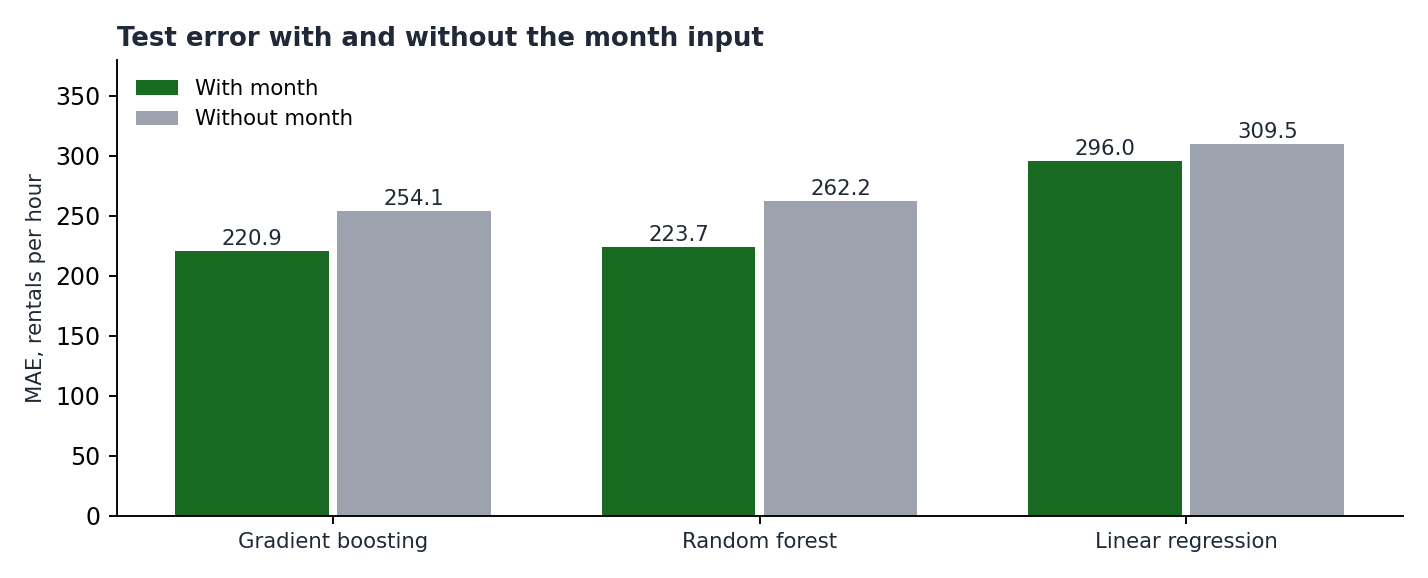 Test error with and without the month input
With month
Without month
MAE, rentals per hour
350
300
250
200
150
100
50
0
220.9
254.1
223.7
262.2
296.0
309.5
Gradient boosting
Random forest
Linear regression